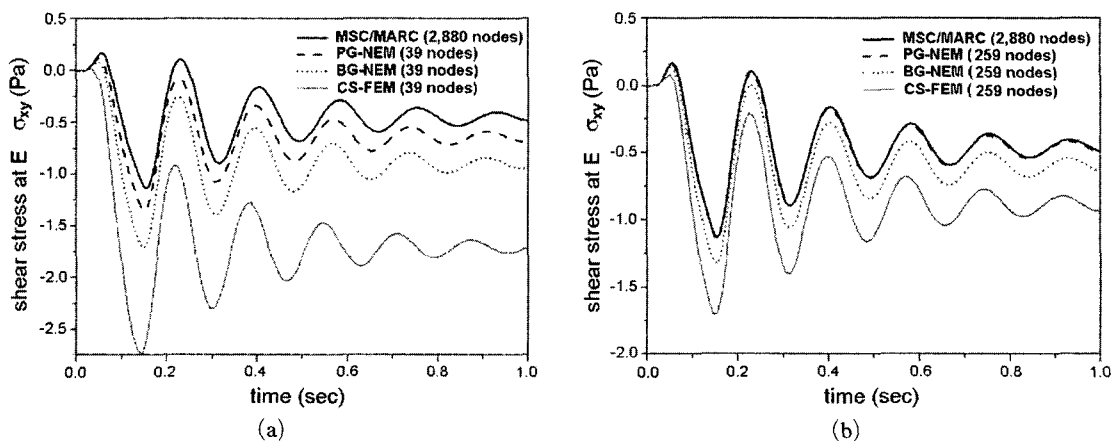 0.5
0.0
-0.5
-1.0
-1.5
-2.0
-2.5
shear stress at E σxy (Pa)
MSC/MARC (2,880 nodes)
PG-NEM (39 nodes)
BG-NEM (39 nodes)
CS-FEM (39 nodes)
0.0 0.2 0.4 0.6 0.8 1.0
time (sec)
(a)
0.5
0.0
-0.5
-1.0
-1.5
-2.0
shear stress at E σxy (Pa)
MSC/MARC (2,880 nodes)
PG-NEM (259 nodes)
BG-NEM (259 nodes)
CS-FEM (259 nodes)
0.0 0.2 0.4 0.6 0.8 1.0
time (sec)
(b)